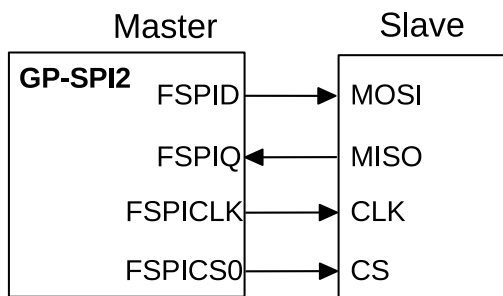 Master Slave
GP-SPI2
FSPID MOSI
FSPIQ MISO
FSPICLK CLK
FSPICS0 CS